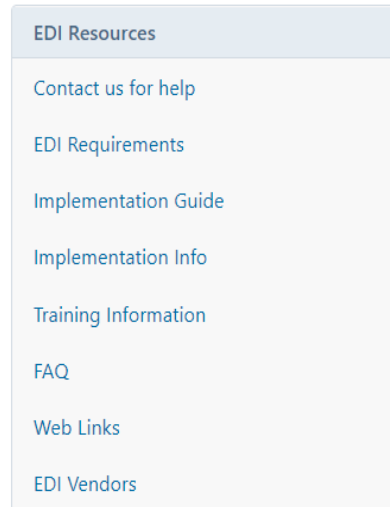 EDI Resources
Contact us for help
EDI Requirements
Implementation Guide
Implementation Info
Training Information
FAQ
Web Links
EDI Vendors